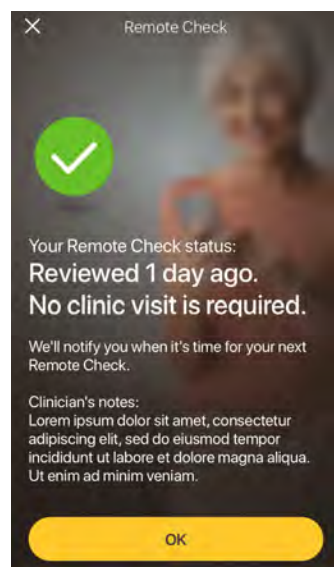 Remote Check
Your Remote Check status:
Reviewed 1 day ago.
No clinic visit is required.
We'll notify you when it's time for your next
Remote Check.
Clinician's notes:
Lorem ipsum dolor sit amet, consectetur
adipiscing elit, sed do eiusmod tempor
incididunt ut labore et dolore magna aliqua.
Ut enim ad minim veniam.
OK